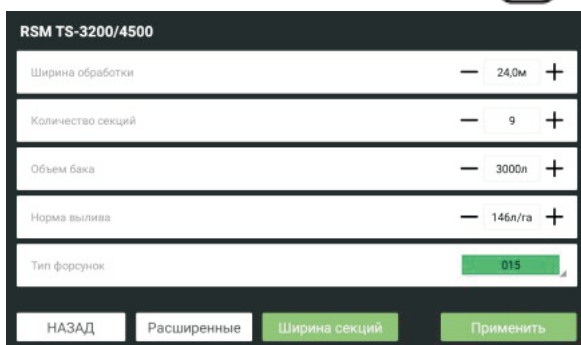 RSM TS-3200/4500
Ширина обработки — 24,0м +
Количество секций — 9 +
Объем бака — 3000л +
Норма вылива — 146л/га +
Тип форсунок 015
НАЗАД Расширенные Ширина секций Применить